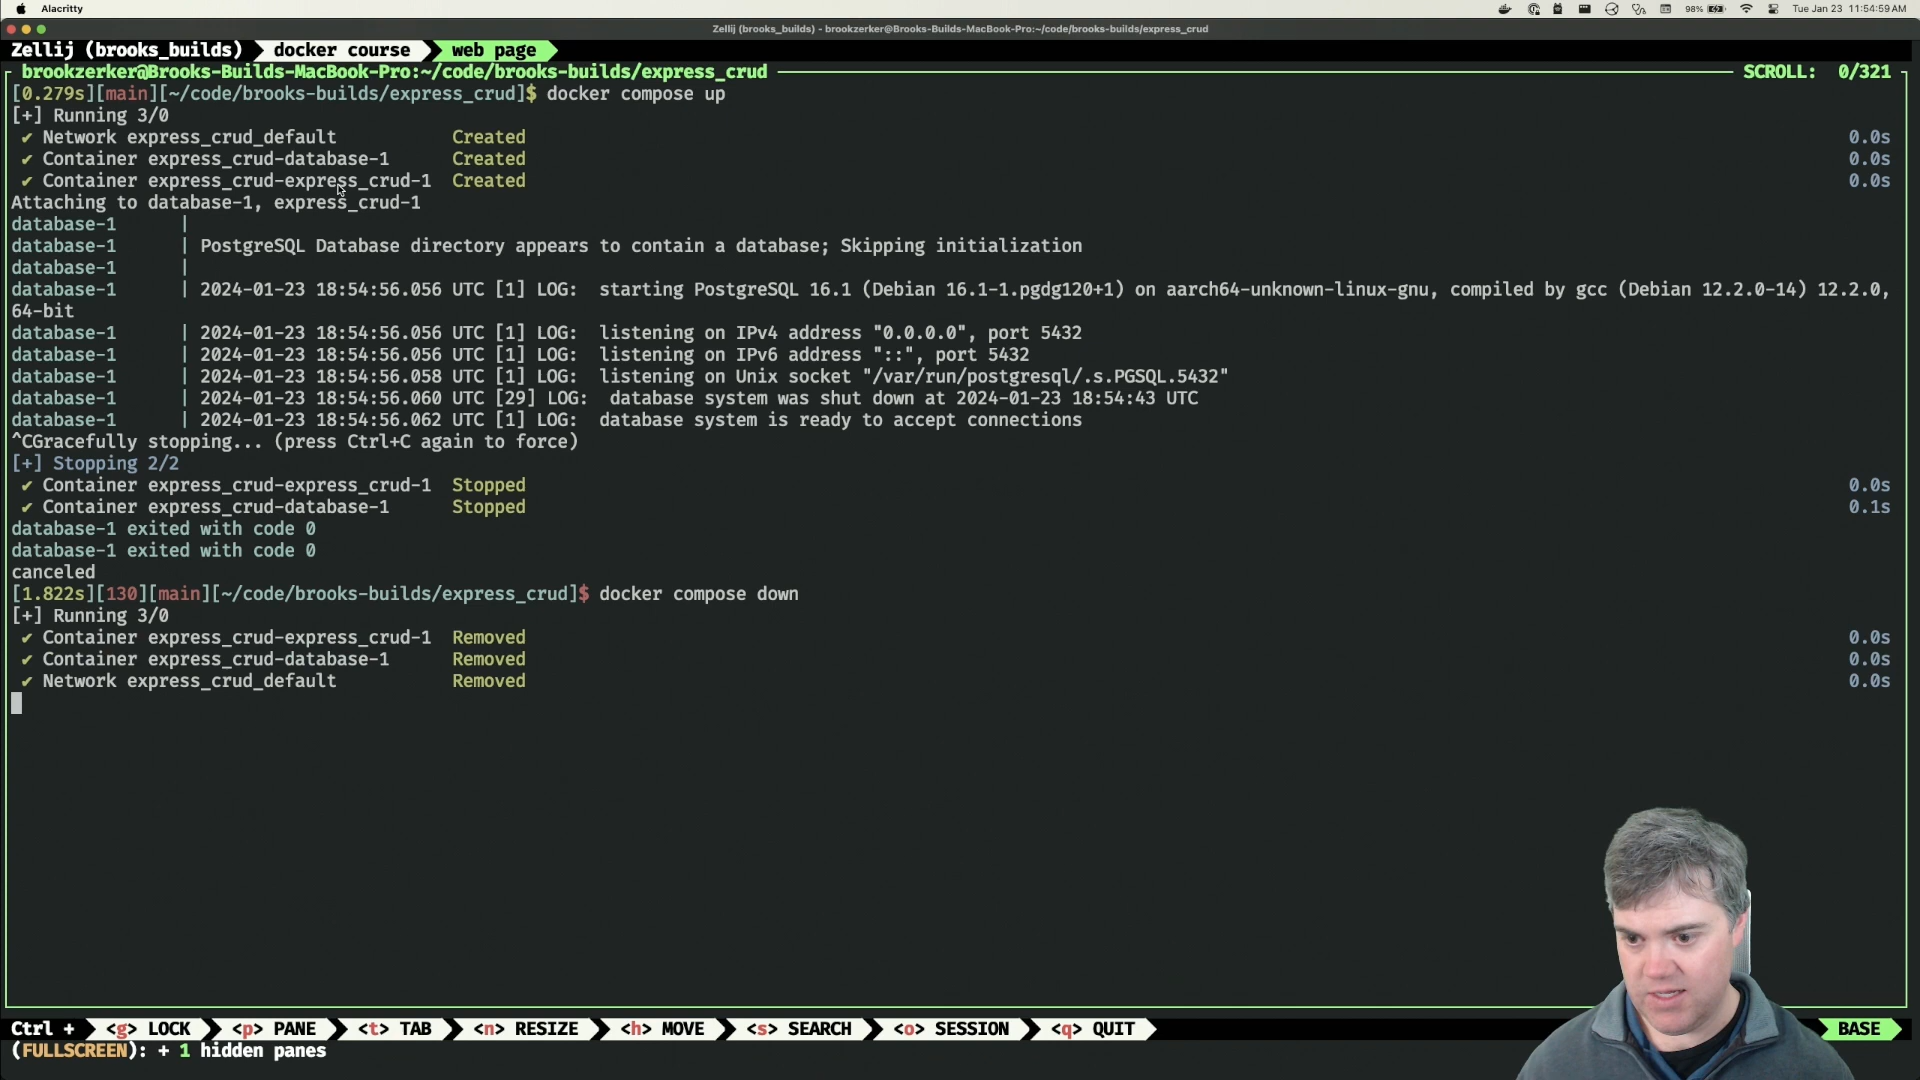 Alacritty
98%
Tue Jan 23 11:54:59 AM
Zellij (brooks_builds) - brookzerker@Brooks-Builds-MacBook-Pro:~/code/brooks-builds/express_crud
Zellij (brooks_builds) docker course web page
brookzerker@Brooks-Builds-MacBook-Pro:~/code/brooks-builds/express_crud SCROLL: 0/321
[0.279s][main][~/code/brooks-builds/express_crud]$ docker compose up
[+] Running 3/0
✔ Network express_crud_default Created 0.0s
✔ Container express_crud-database-1 Created 0.0s
✔ Container express_crud-express_crud-1 Created 0.0s
Attaching to database-1, express_crud-1
database-1 |
database-1 | PostgreSQL Database directory appears to contain a database; Skipping initialization
database-1 |
database-1 | 2024-01-23 18:54:56.056 UTC [1] LOG: starting PostgreSQL 16.1 (Debian 16.1-1.pgdg120+1) on aarch64-unknown-linux-gnu, compiled by gcc (Debian 12.2.0-14) 12.2.0,
64-bit
database-1 | 2024-01-23 18:54:56.056 UTC [1] LOG: listening on IPv4 address "0.0.0.0", port 5432
database-1 | 2024-01-23 18:54:56.056 UTC [1] LOG: listening on IPv6 address "::", port 5432
database-1 | 2024-01-23 18:54:56.058 UTC [1] LOG: listening on Unix socket "/var/run/postgresql/.s.PGSQL.5432"
database-1 | 2024-01-23 18:54:56.060 UTC [29] LOG: database system was shut down at 2024-01-23 18:54:43 UTC
database-1 | 2024-01-23 18:54:56.062 UTC [1] LOG: database system is ready to accept connections
^CGracefully stopping... (press Ctrl+C again to force)
[+] Stopping 2/2
✔ Container express_crud-express_crud-1 Stopped 0.0s
✔ Container express_crud-database-1 Stopped 0.1s
database-1 exited with code 0
database-1 exited with code 0
canceled
[1.822s][130][main][~/code/brooks-builds/express_crud]$ docker compose down
[+] Running 3/0
✔ Container express_crud-express_crud-1 Removed 0.0s
✔ Container express_crud-database-1 Removed 0.0s
✔ Network express_crud_default Removed 0.0s
Ctrl + <g> LOCK <p> PANE <t> TAB <n> RESIZE <h> MOVE <s> SEARCH <o> SESSION <q> QUIT BASE
(FULLSCREEN): + 1 hidden panes